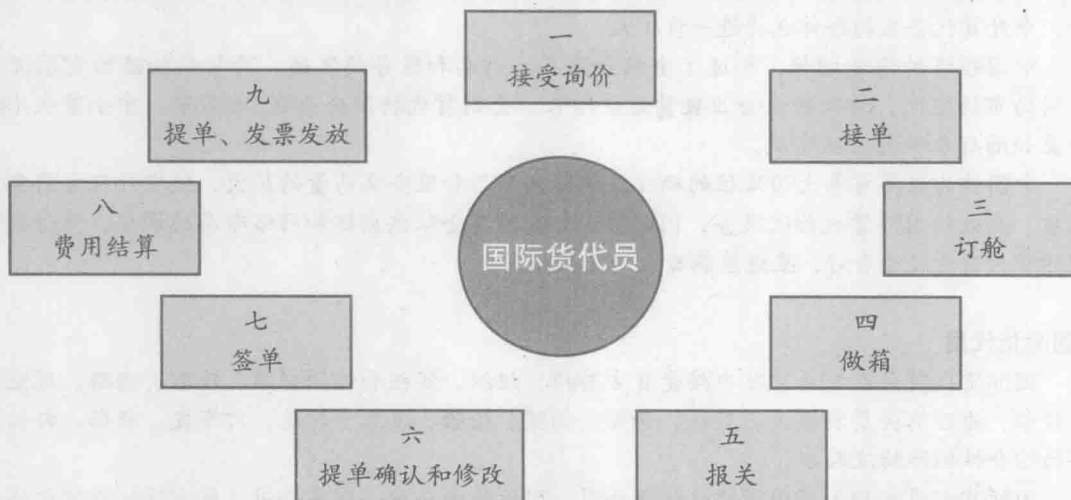 一
接受询价
二
接单
三
订舱
四
做箱
五
报关
六
提单确认和修改
七
签单
八
费用结算
九
提单、发票发放
国际货代员